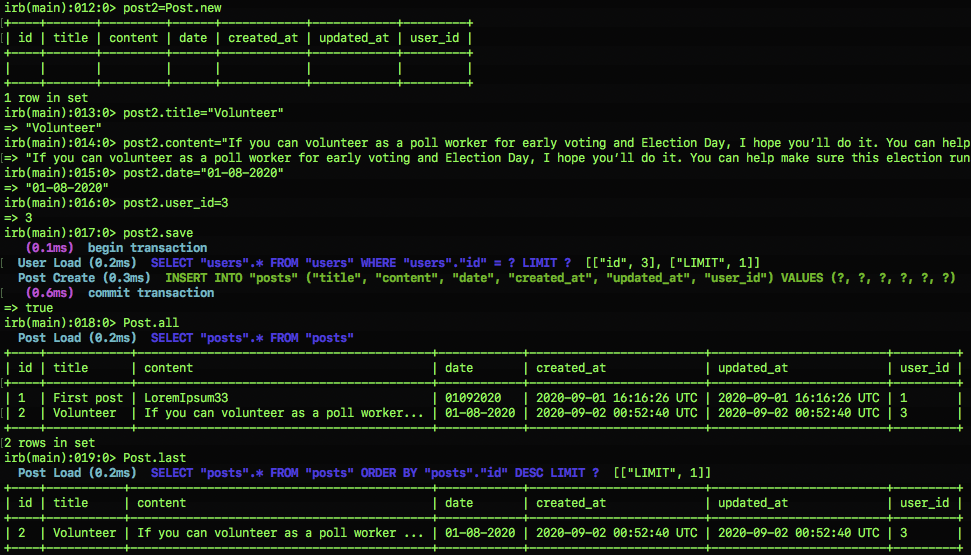 irb(main):012:0> post2=Post.new
| id | title | content | date | created_at | updated_at | user_id |
1 row in set
irb(main):013:0> post2.title="Volunteer"
=> "Volunteer"
irb(main):014:0> post2.content="If you can volunteer as a poll worker for early voting and Election Day, I hope you’ll do it. You can help
=> "If you can volunteer as a poll worker for early voting and Election Day, I hope you’ll do it. You can help make sure this election run
irb(main):015:0> post2.date="01-08-2020"
=> "01-08-2020"
irb(main):016:0> post2.user_id=3
=> 3
irb(main):017:0> post2.save
(0.1ms) begin transaction
User Load (0.2ms) SELECT "users".* FROM "users" WHERE "users"."id" = ? LIMIT ? [["id", 3], ["LIMIT", 1]]
Post Create (0.3ms) INSERT INTO "posts" ("title", "content", "date", "created_at", "updated_at", "user_id") VALUES (?, ?, ?, ?, ?, ?)
(0.6ms) commit transaction
=> true
irb(main):018:0> Post.all
Post Load (0.2ms) SELECT "posts".* FROM "posts"
| id | title | content | date | created_at | updated_at | user_id |
| 1 | First post | LoremIpsum33 | 01092020 | 2020-09-01 16:16:26 UTC | 2020-09-01 16:16:26 UTC | 1 |
| 2 | Volunteer | If you can volunteer as a poll worker... | 01-08-2020 | 2020-09-02 00:52:40 UTC | 2020-09-02 00:52:40 UTC | 3 |
2 rows in set
irb(main):019:0> Post.last
Post Load (0.2ms) SELECT "posts".* FROM "posts" ORDER BY "posts"."id" DESC LIMIT ? [["LIMIT", 1]]
| id | title | content | date | created_at | updated_at | user_id |
| 2 | Volunteer | If you can volunteer as a poll worker ... | 01-08-2020 | 2020-09-02 00:52:40 UTC | 2020-09-02 00:52:40 UTC | 3 |